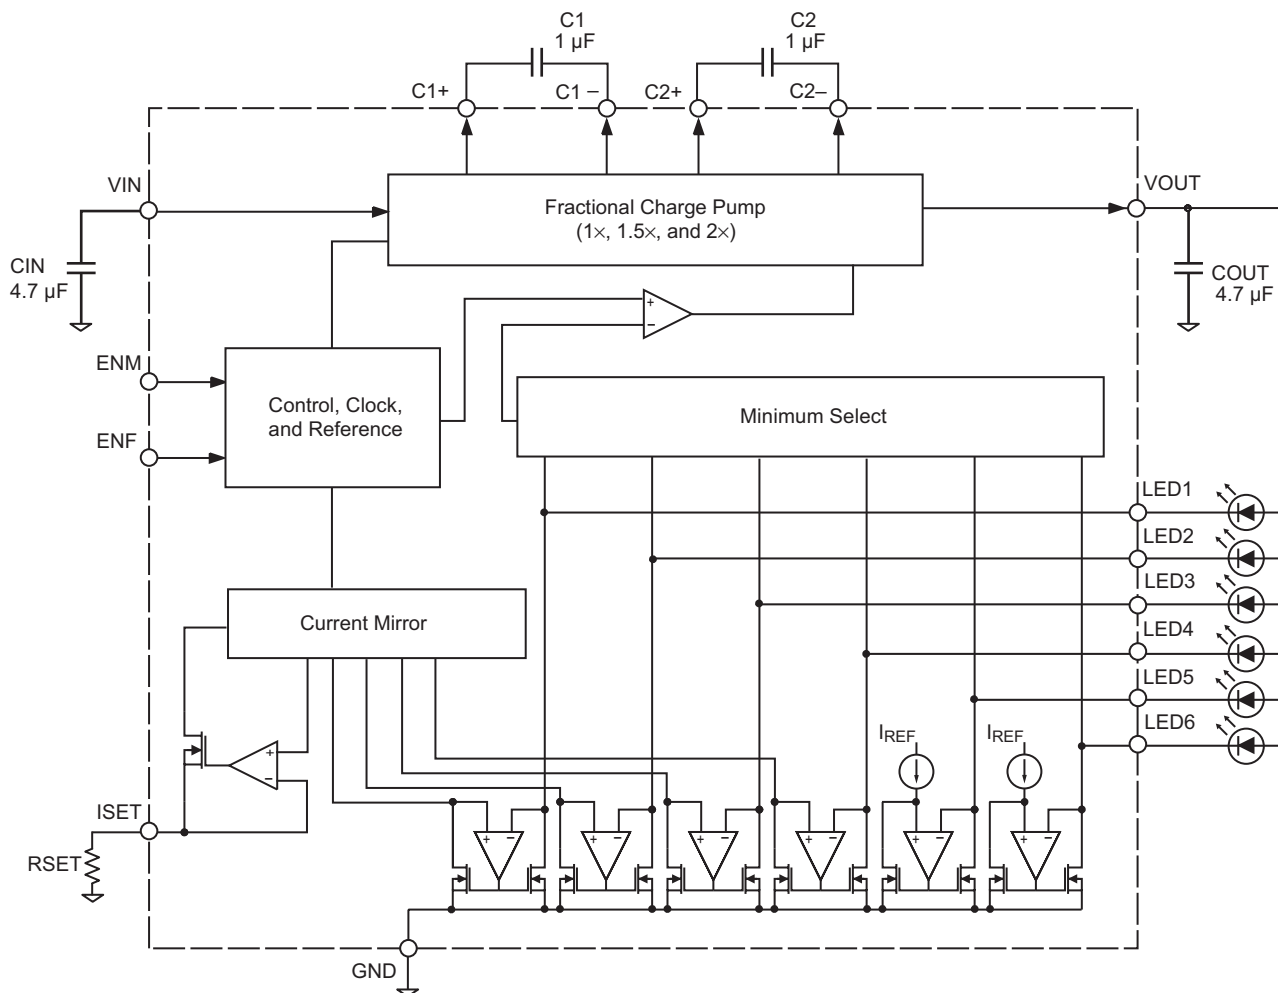 C1
1 µF
C2
1 µF
C1+
C1 –
C2+
C2–
VIN
VOUT
Fractional Charge Pump
(1×, 1.5×, and 2×)
CIN
4.7 µF
COUT
4.7 µF
+
–
ENM
Control, Clock,
and Reference
Minimum Select
ENF
LED1
LED2
LED3
Current Mirror
LED4
LED5
IREF
IREF
LED6
+
–
ISET
+ –
+ –
+ –
+ –
+ –
+ –
RSET
GND